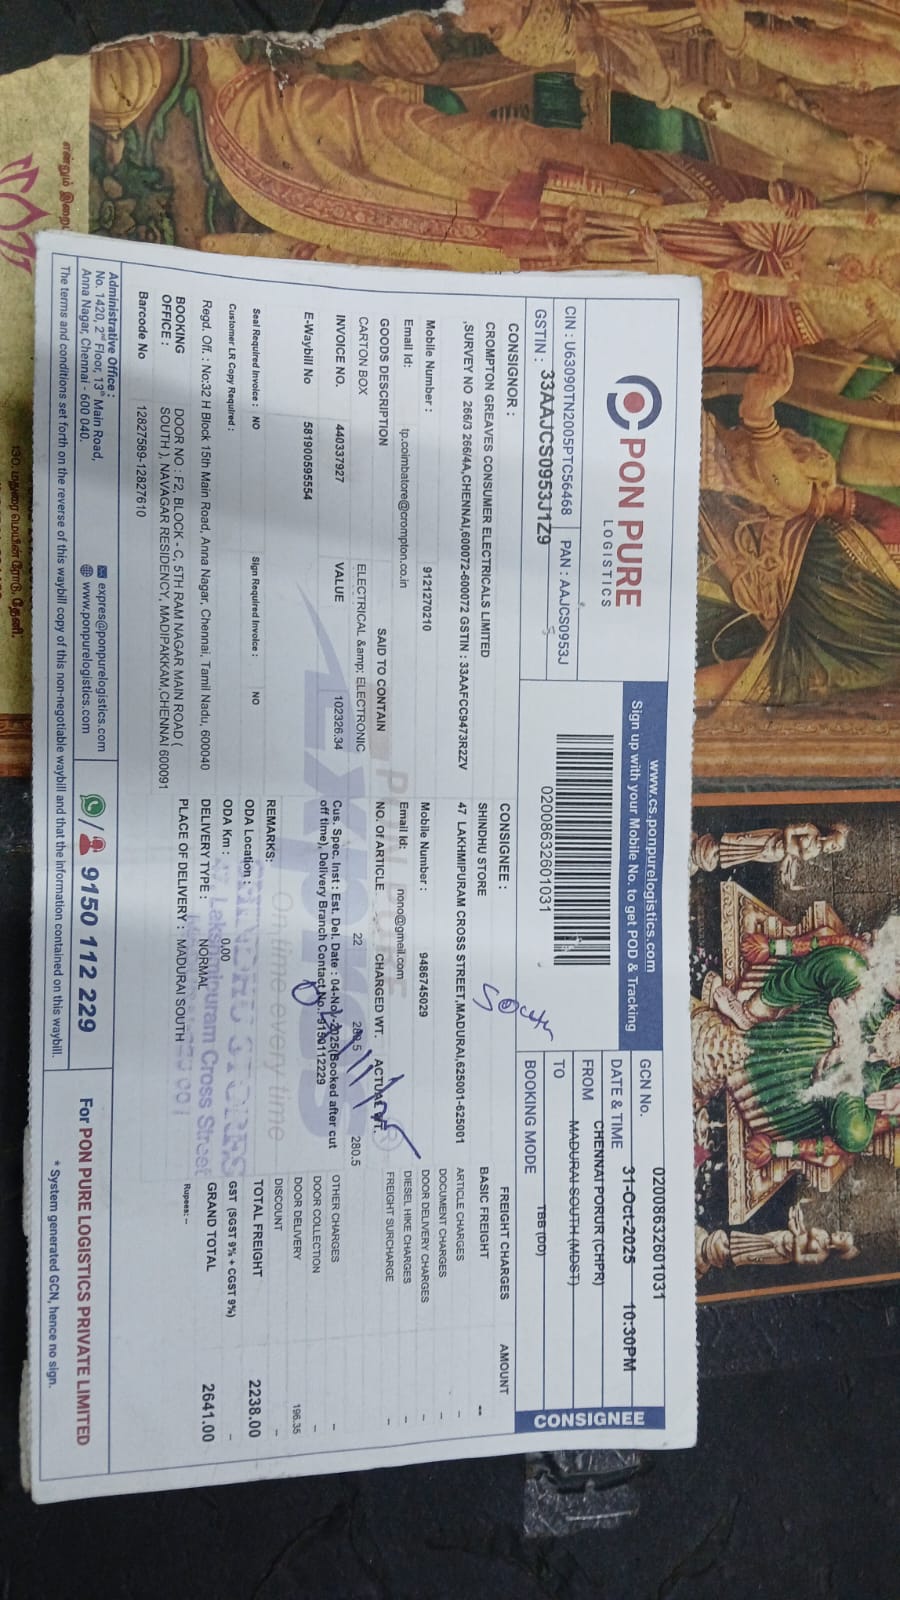 PON PURE
LOGISTICS
CIN : U63090TN2005PTC56468
PAN : AAJCS0953J
GSTIN : 33AAJCS0953J1Z9
www.cs.ponpurelogistics.com
Sign up with your Mobile No. to get POD & Tracking
02008632601031
GCN No. 02008632601031
DATE & TIME 31-Oct-2025 10:30PM
FROM CHENNAI PORUR (CHPR)
TO MADURAI SOUTH (MDST)
BOOKING MODE TBB (DD)
CONSIGNEE
CONSIGNOR :
CROMPTON GREAVES CONSUMER ELECTRICALS LIMITED
,SURVEY NO 266/3 266/4A,CHENNAI,600072-600072 GSTIN : 33AAFCC9473R2ZV
Mobile Number : 9121270210
Email Id: tp.coimbatore@crompton.co.in
CONSIGNEE :
SHINDHU STORE
47 LAKHMIPURAM CROSS STREET,MADURAI,625001-625001
Mobile Number : 9486745029
Email Id: nono@gmail.com
GOODS DESCRIPTION SAID TO CONTAIN NO. Of ARTICLE CHARGED WT. ACTUAL WT.
CARTON BOX ELECTRICAL &amp; ELECTRONIC 22 280.5 280.5
INVOICE NO. 440337927 VALUE 102326.34
Cus. Spec. Inst : Est. Del. Date : 04-Nov-2025(Booked after cut
off time), Delivery Branch Contact No. : 9150112229
E-Waybill No 581900595554
REMARKS:
Seal Required Invoice : NO Sign Required Invoice : NO
Customer LR Copy Required :
ODA Location :
ODA Km : 0.00
DELIVERY TYPE : NORMAL
PLACE OF DELIVERY : MADURAI SOUTH
Regd. Off. : No:32 H Block 15th Main Road, Anna Nagar, Chennai, Tamil Nadu, 600040
BOOKING OFFICE : DOOR NO : F2, BLOCK - C, 5TH RAM NAGAR MAIN ROAD (
SOUTH ), NAVAGAR RESIDENCY, MADIPAKKAM,CHENNAI 600091
Barcode No 12827589-12827610
FREIGHT CHARGES AMOUNT
BASIC FREIGHT --
ARTICLE CHARGES --
DOCUMENT CHARGES --
DOOR DELIVERY CHARGES --
DIESEL HIKE CHARGES --
FREIGHT SURCHARGE --
OTHER CHARGES --
DOOR COLLECTION --
DOOR DELIVERY 196.35
DISCOUNT --
TOTAL FREIGHT 2238.00
GST (SGST 9% + CGST 9%) --
GRAND TOTAL 2641.00
Rupees: --
On time every time
EXPRESS
47 Lakshmipuram Cross Street
Administrative Office :
No. 1420, 2nd Floor, 13th Main Road,
Anna Nagar, Chennai - 600 040.
expres@ponpurelogistics.com
www.ponpurelogistics.com
9150 112 229
For PON PURE LOGISTICS PRIVATE LIMITED
* System generated GCN, hence no sign.
The terms and conditions set forth on the reverse of this waybill copy of this non-negotiable waybill and that the information contained on this waybill.